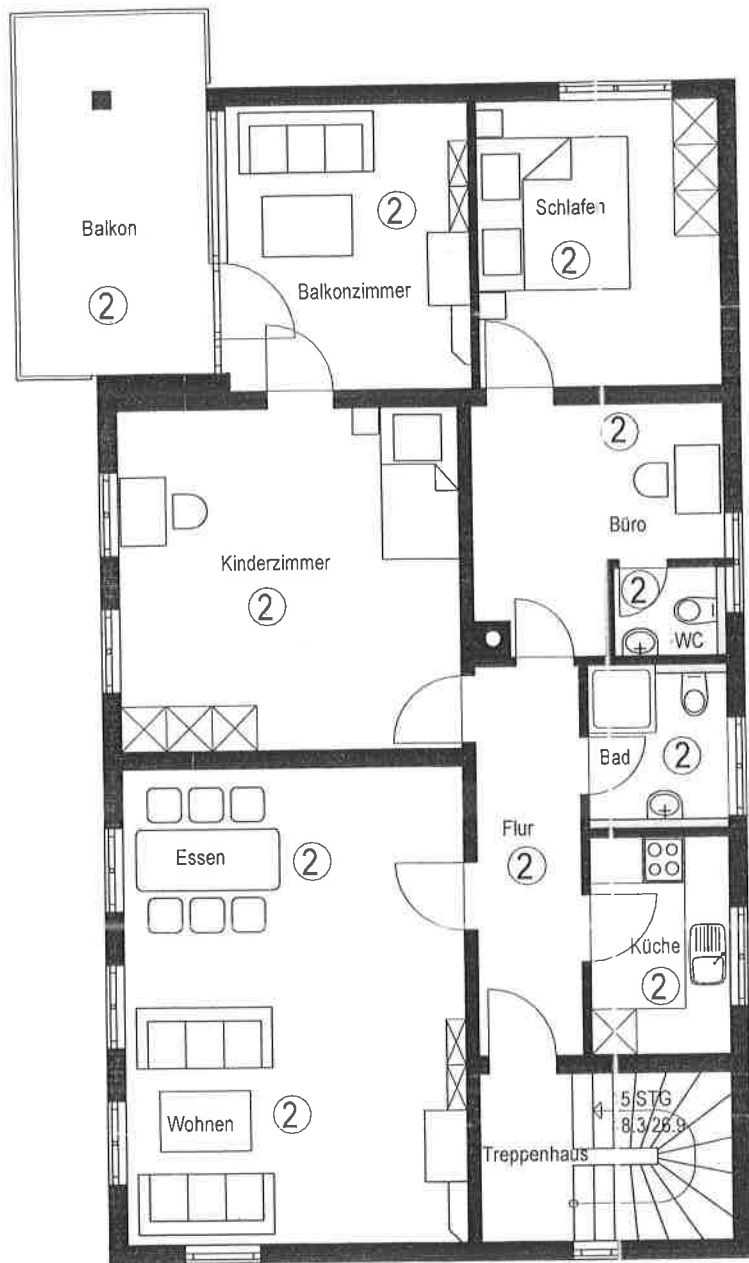 Balkon
②
②
Balkonzimmer
Schlafen
②
②
Büro
Kinderzimmer
②
②
WC
Bad
②
Essen
②
Flur
②
Küche
②
Wohnen
②
Treppenhaus
5 STG
8.3 26.9